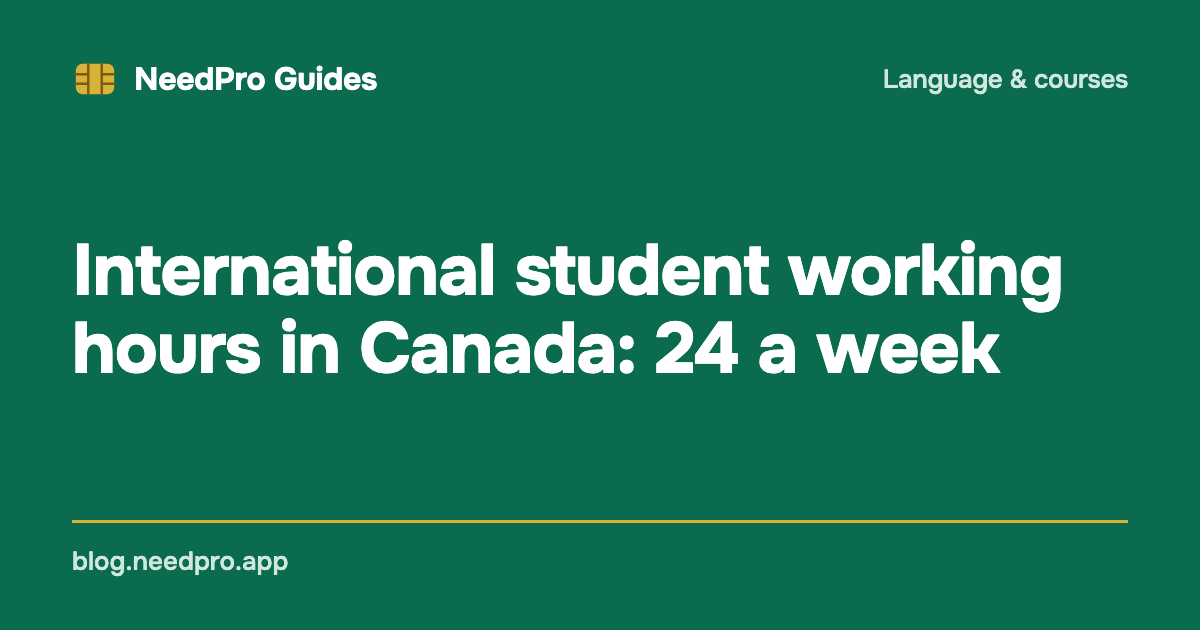 NeedPro Guides
Language & courses
International student working
hours in Canada: 24 a week
blog.needpro.app